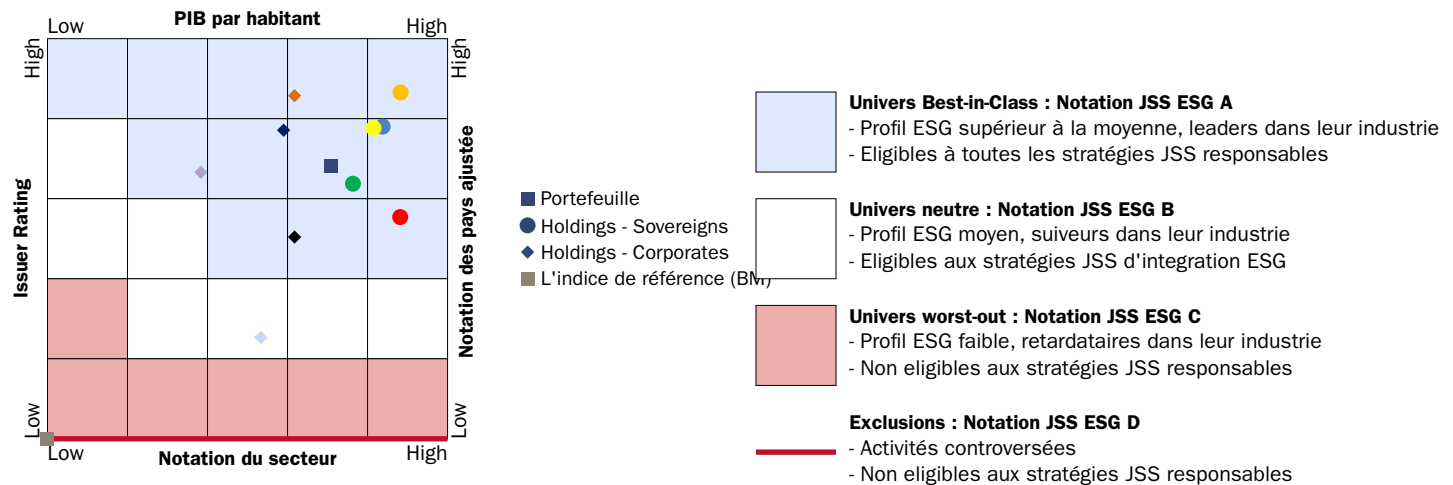 PIB par habitant
Low
High
High
High
Issuer Rating
Notation des pays ajustée
Low
Low
Low
High
Notation du secteur
Portefeuille
Holdings - Sovereigns
Holdings - Corporates
L'indice de référence (BM)
Univers Best-in-Class : Notation JSS ESG A
- Profil ESG supérieur à la moyenne, leaders dans leur industrie
- Eligibles à toutes les stratégies JSS responsables
Univers neutre : Notation JSS ESG B
- Profil ESG moyen, suiveurs dans leur industrie
- Eligibles aux stratégies JSS d'integration ESG
Univers worst-out : Notation JSS ESG C
- Profil ESG faible, retardataires dans leur industrie
- Non eligibles aux stratégies JSS responsables
Exclusions : Notation JSS ESG D
- Activités controversées
- Non eligibles aux stratégies JSS responsables